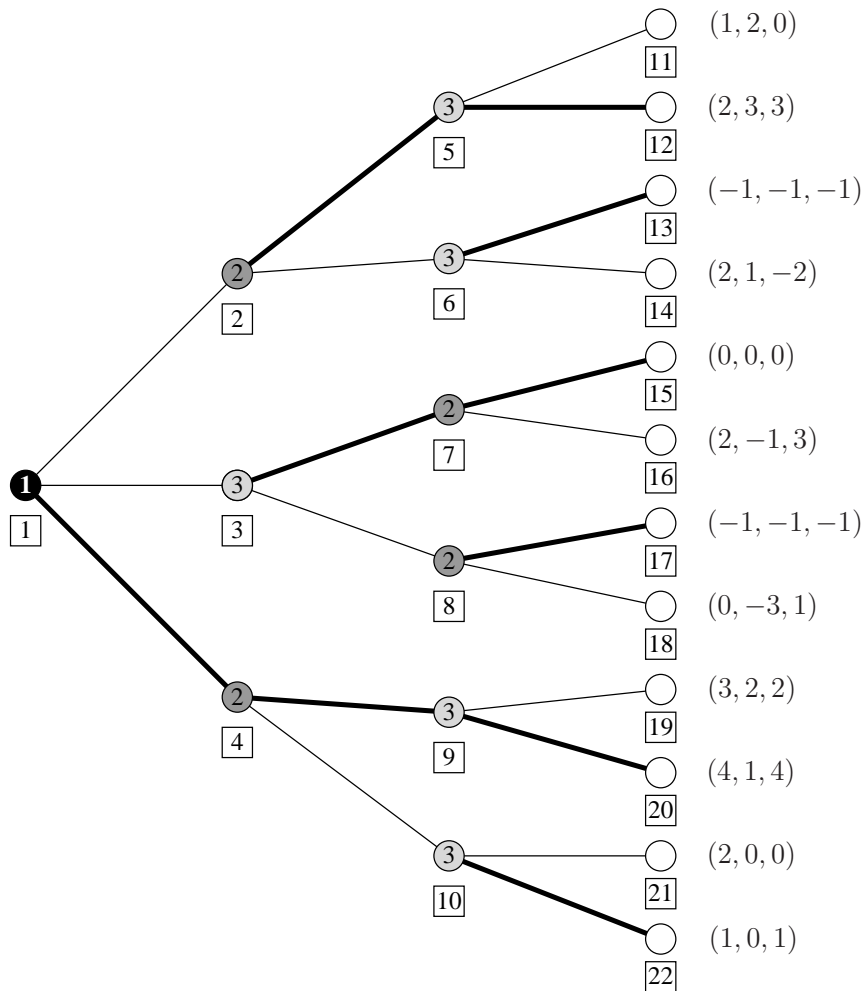 (1, 2, 0)
11
3
(2, 3, 3)
5
12
(−1, −1, −1)
13
3
2
(2, 1, −2)
6
2
14
(0, 0, 0)
15
2
7
(2, −1, 3)
16
1
3
1
3
(−1, −1, −1)
17
2
8
(0, −3, 1)
18
(3, 2, 2)
2
3
19
4
9
(4, 1, 4)
20
3
(2, 0, 0)
10
21
(1, 0, 1)
22